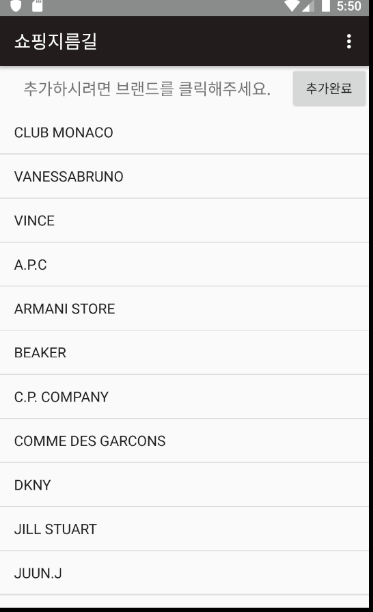 5:50
쇼핑지름길
추가하시려면 브랜드를 클릭해주세요.
추가완료
CLUB MONACO
VANESSABRUNO
VINCE
A.P.C
ARMANI STORE
BEAKER
C.P. COMPANY
COMME DES GARCONS
DKNY
JILL STUART
JUUN.J